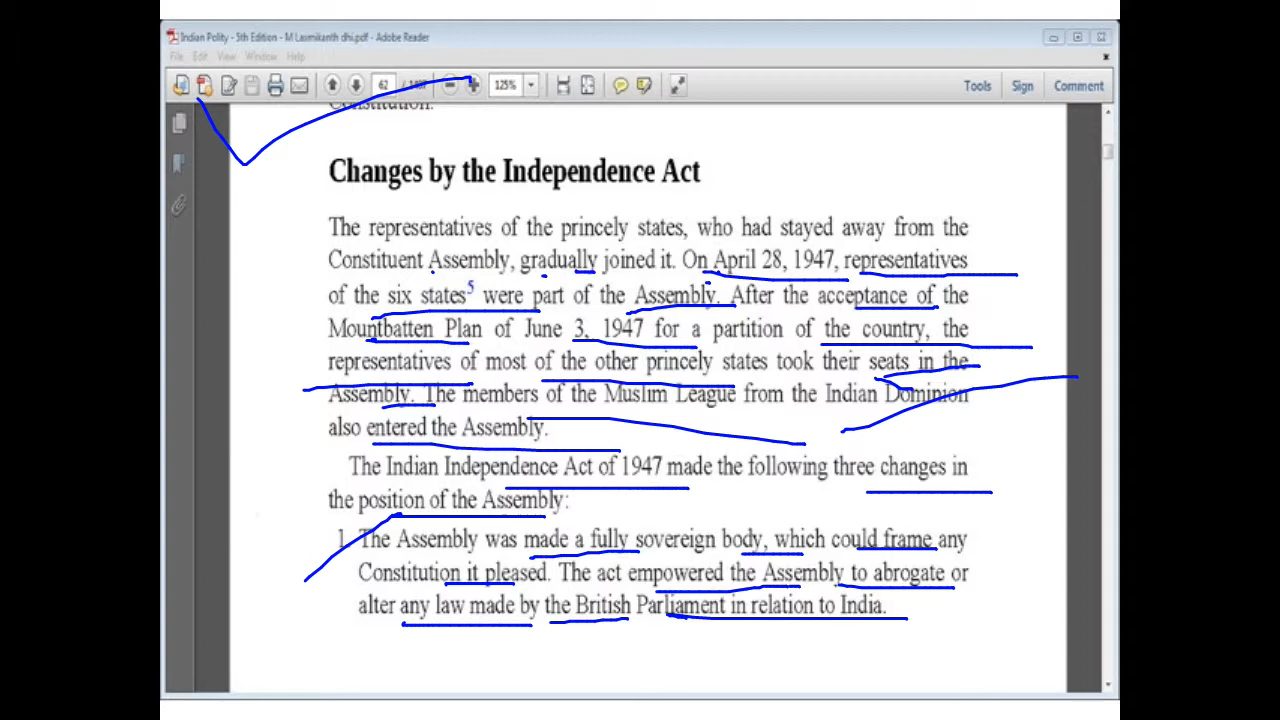 Indian Polity - 5th Edition - M Laxmikanth dhi.pdf - Adobe Reader
File Edit View Window Help
62 125% Tools Sign Comment
Constitution.
Changes by the Independence Act
The representatives of the princely states, who had stayed away from the
Constituent Assembly, gradually joined it. On April 28, 1947, representatives
of the six states5 were part of the Assembly. After the acceptance of the
Mountbatten Plan of June 3, 1947 for a partition of the country, the
representatives of most of the other princely states took their seats in the
Assembly. The members of the Muslim League from the Indian Dominion
also entered the Assembly.
The Indian Independence Act of 1947 made the following three changes in
the position of the Assembly:
1. The Assembly was made a fully sovereign body, which could frame any
Constitution it pleased. The act empowered the Assembly to abrogate or
alter any law made by the British Parliament in relation to India.